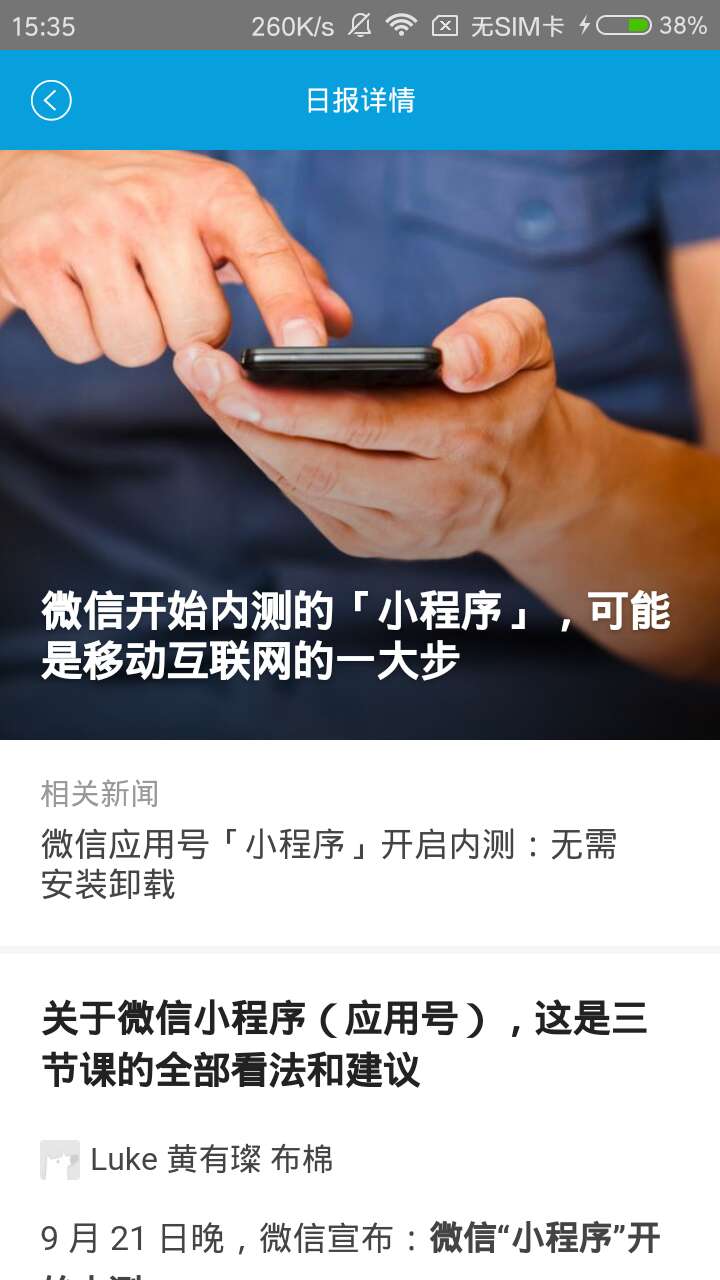 15:35 260K/s 无SIM卡 38%
日报详情
微信开始内测的「小程序」，可能
是移动互联网的一大步
相关新闻
微信应用号「小程序」开启内测：无需
安装卸载
关于微信小程序（应用号），这是三
节课的全部看法和建议
Luke 黄有璨 布棉
9 月 21 日晚，微信宣布：微信“小程序”开